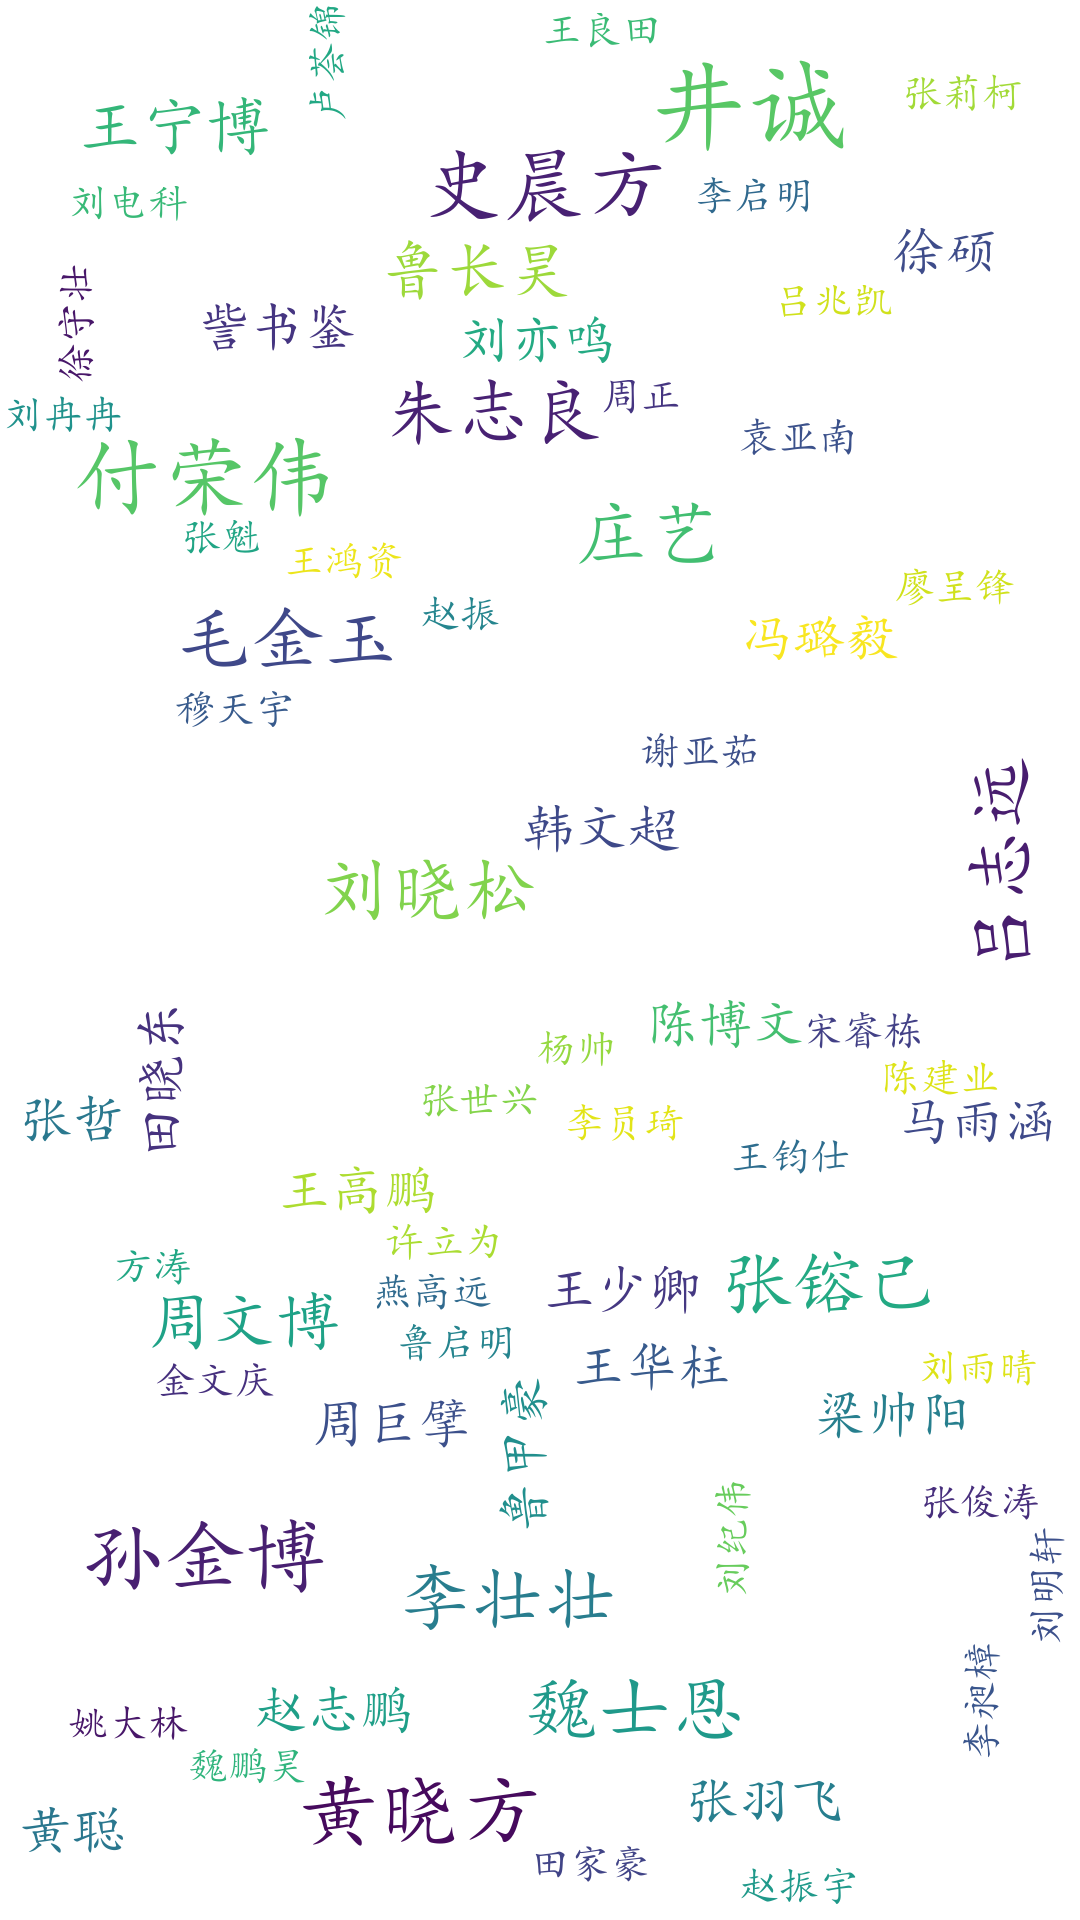 卢荟锦
王良田
井诚
张莉柯
王宁博
史晨方
李启明
刘电科
徐硕
鲁长昊
徐守壮
吕兆凯
訾书鉴
刘亦鸣
朱志良
周正
刘冉冉
袁亚南
付荣伟
张魁
庄艺
王鸿资
廖呈锋
赵振
毛金玉
冯璐毅
穆天宇
谢亚茹
吕志远
韩文超
刘晓松
田晓东
陈博文
宋睿栋
杨帅
陈建业
张哲
张世兴
李员琦
马雨涵
王钧仕
王高鹏
许立为
方涛
燕高远
王少卿
张镕己
周文博
鲁启明
王华柱
刘雨晴
金文庆
鲁甲豪
梁帅阳
周巨擘
刘纪伟
张俊涛
孙金博
刘明轩
李壮壮
李昶樟
姚大林
赵志鹏
魏士恩
魏鹏昊
黄晓方
张羽飞
黄聪
田家豪
赵振宇